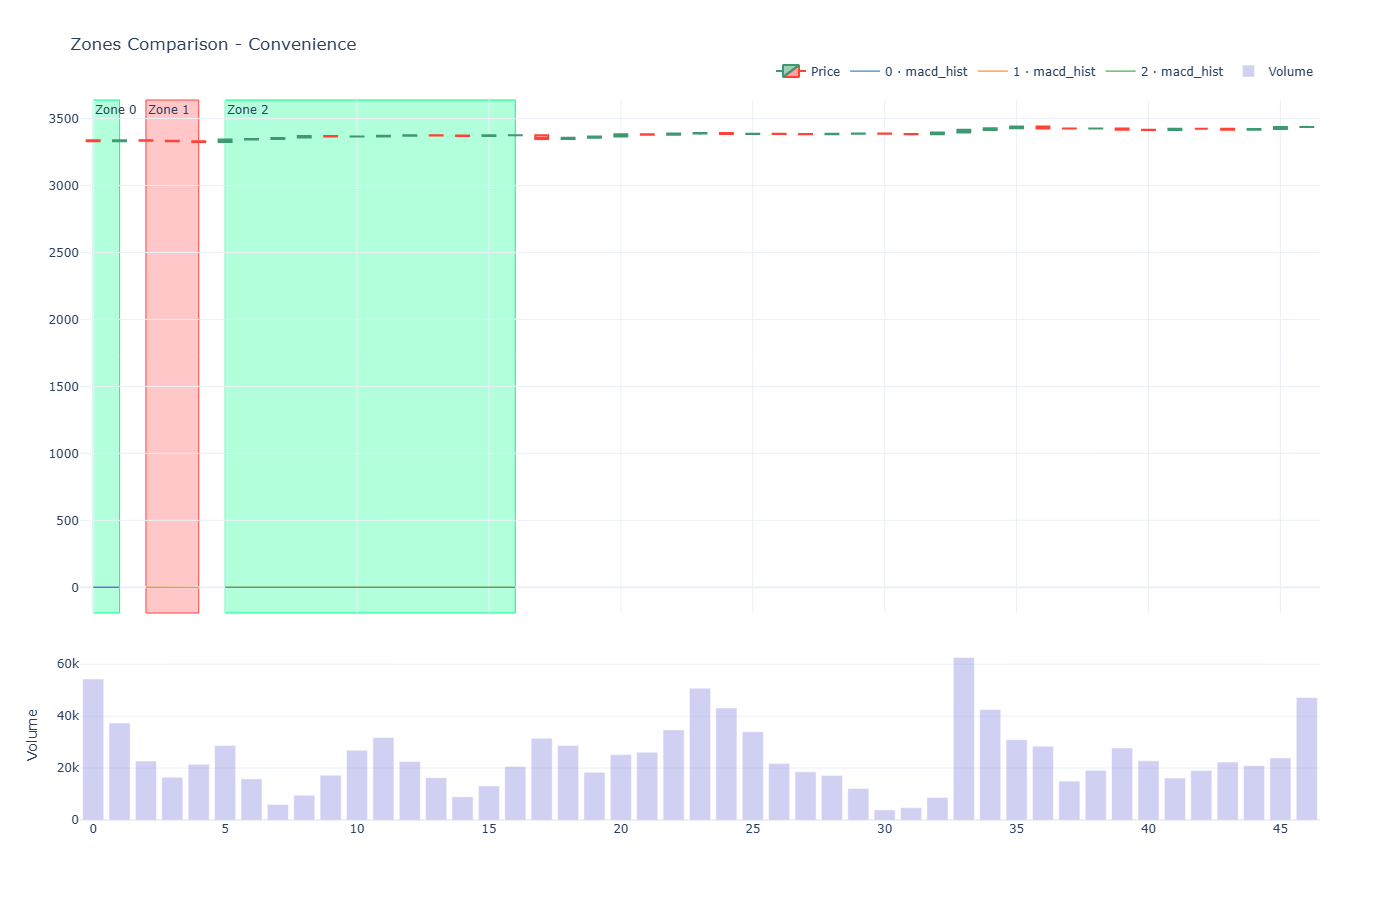 Zones Comparison - Convenience
Price 0 · macd_hist 1 · macd_hist 2 · macd_hist Volume
Zone 0 Zone 1 Zone 2
3500
3000
2500
2000
1500
1000
500
0
60k
40k
20k
0
Volume
0 5 10 15 20 25 30 35 40 45